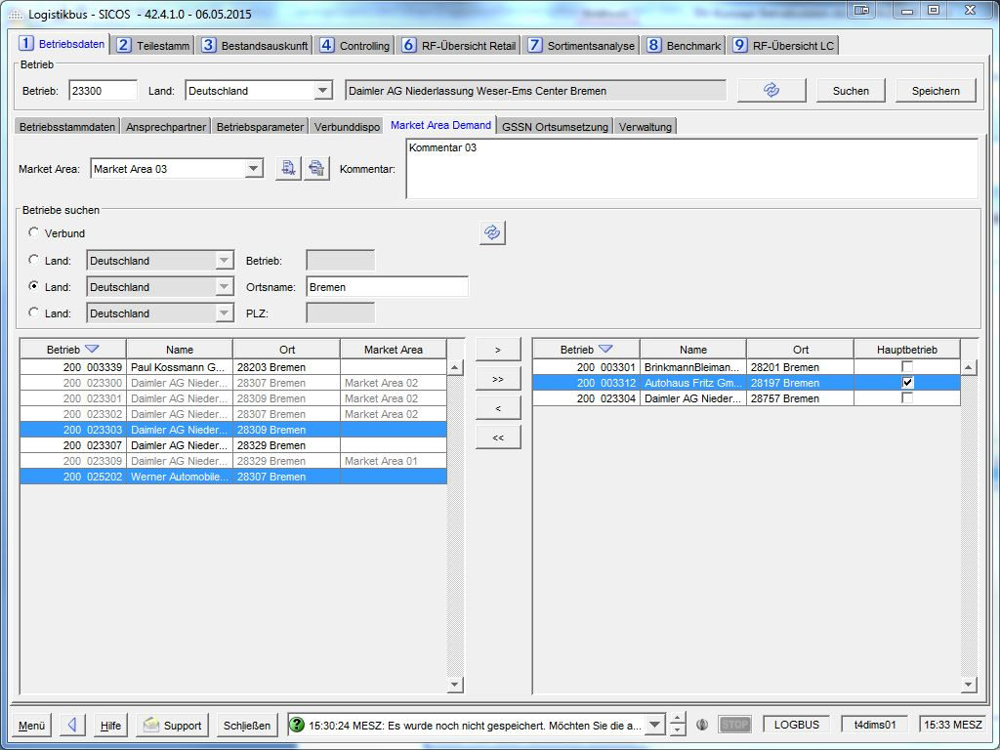 Logistikbus - SICOS - 42.4.1.0 - 06.05.2015
1 Betriebsdaten 2 Teilestamm 3 Bestandsauskunft 4 Controlling 6 RF-Übersicht Retail 7 Sortimentsanalyse 8 Benchmark 9 RF-Übersicht LC
Betrieb
Betrieb: 23300 Land: Deutschland Daimler AG Niederlassung Weser-Ems Center Bremen Suchen Speichern
Betriebsstammdaten Ansprechpartner Betriebsparameter Verbunddispo Market Area Demand GSSN Ortsumsetzung Verwaltung
Market Area: Market Area 03 Kommentar: Kommentar 03
Betriebe suchen
Verbund
Land: Deutschland Betrieb:
Land: Deutschland Ortsname: Bremen
Land: Deutschland PLZ:
Betrieb Name Ort Market Area
200 003339 Paul Kossmann G... 28203 Bremen
200 023300 Daimler AG Nieder... 28307 Bremen Market Area 02
200 023301 Daimler AG Nieder... 28309 Bremen Market Area 02
200 023302 Daimler AG Nieder... 28307 Bremen Market Area 02
200 023303 Daimler AG Nieder... 28309 Bremen
200 023307 Daimler AG Nieder... 28329 Bremen
200 023309 Daimler AG Nieder... 28329 Bremen Market Area 01
200 025202 Werner Automobile... 28307 Bremen
>
>>
<
<<
Betrieb Name Ort Hauptbetrieb
200 003301 BrinkmannBleiman... 28201 Bremen
200 003312 Autohaus Fritz Gm... 28197 Bremen
200 023304 Daimler AG Nieder... 28757 Bremen
Menü Hilfe Support Schließen ? 15:30:24 MESZ: Es wurde noch nicht gespeichert. Möchten Sie die a... STOP LOGBUS t4dims01 15:33 MESZ